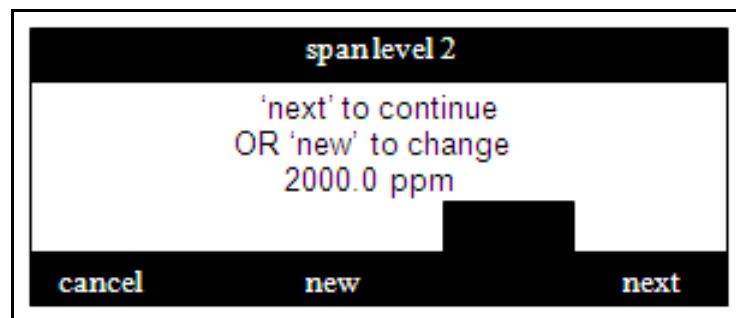 span level 2
‘next’ to continue
OR ‘new’ to change
2000.0 ppm
cancel new next